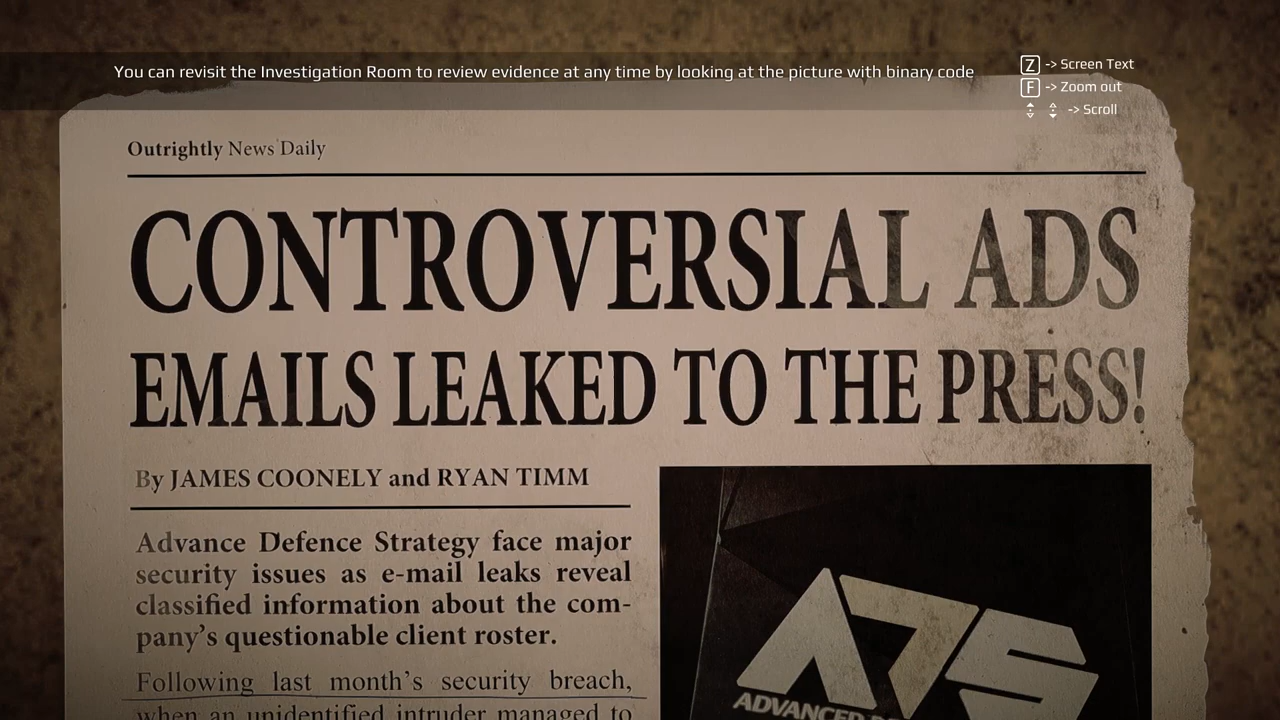 You can revisit the Investigation Room to review evidence at any time by looking at the picture with binary code
Z -> Screen Text
F -> Zoom out
-> Scroll
Outrightly News Daily
CONTROVERSIAL ADS
EMAILS LEAKED TO THE PRESS!
By JAMES COONELY and RYAN TIMM
Advance Defence Strategy face major
security issues as e-mail leaks reveal
classified information about the com-
pany's questionable client roster.
Following last month's security breach,
when an unidentified intruder managed to
ADVANCED